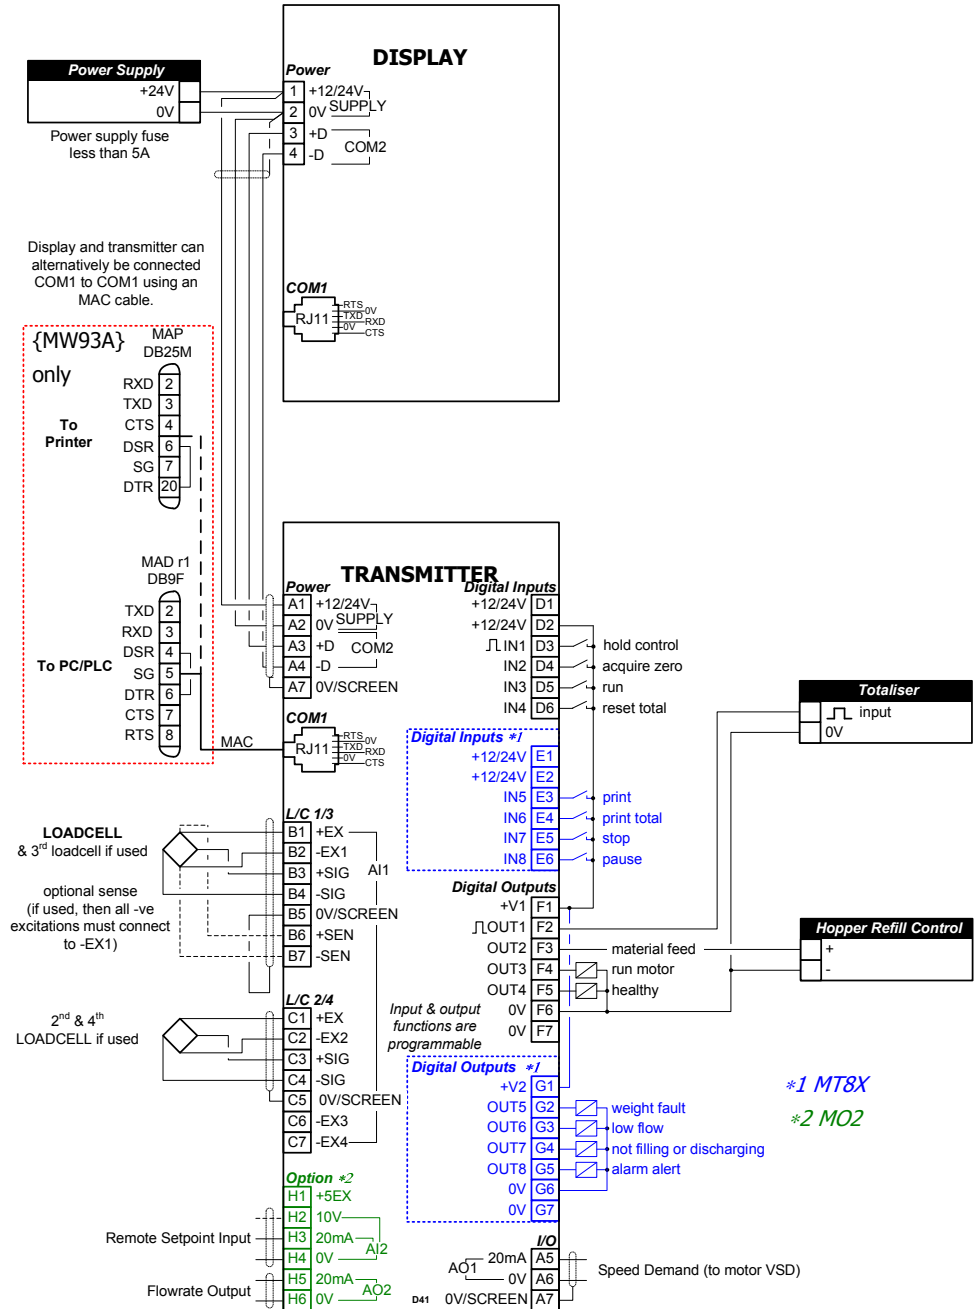 DISPLAY
Power Supply
+24V
0V
Power supply fuse
less than 5A
Power
1 +12/24V
2 0V SUPPLY
3 +D
4 -D COM2
Display and transmitter can
alternatively be connected
COM1 to COM1 using an
MAC cable.
COM1
RJ11
RTS
0V
TXD
RXD
0V
CTS
{MW93A}
only
MAP
DB25M
RXD 2
TXD 3
CTS 4
DSR 6
SG 7
DTR 20
To
Printer
MAD r1
DB9F
TXD 2
RXD 3
DSR 4
SG 5
DTR 6
CTS 7
RTS 8
To PC/PLC
MAC
TRANSMITTER
Power
A1 +12/24V
A2 0V SUPPLY
A3 +D COM2
A4 -D
A7 0V/SCREEN
COM1
RJ11
RTS
0V
TXD
RXD
0V
CTS
L/C 1/3
B1 +EX
B2 -EX1
B3 +SIG
B4 -SIG
B5 0V/SCREEN
B6 +SEN
B7 -SEN
AI1
LOADCELL
& 3rd loadcell if used
optional sense
(if used, then all -ve
excitations must connect
to -EX1)
L/C 2/4
C1 +EX
C2 -EX2
C3 +SIG
C4 -SIG
C5 0V/SCREEN
C6 -EX3
C7 -EX4
2nd & 4th
LOADCELL if used
Option *2
H1 +5EX
H2 10V
H3 20mA
H4 0V
AI2
H5 20mA
H6 0V
AO2
Remote Setpoint Input
Flowrate Output
Digital Inputs
+12/24V D1
+12/24V D2
IN1 D3 hold control
IN2 D4 acquire zero
IN3 D5 run
IN4 D6 reset total
Digital Inputs *1
+12/24V E1
+12/24V E2
IN5 E3 print
IN6 E4 print total
IN7 E5 stop
IN8 E6 pause
Digital Outputs
+V1 F1
OUT1 F2
OUT2 F3 material feed
OUT3 F4 run motor
OUT4 F5 healthy
0V F6
0V F7
Input & output
functions are
programmable
Digital Outputs *1
+V2 G1
OUT5 G2 weight fault
OUT6 G3 low flow
OUT7 G4 not filling or discharging
OUT8 G5 alarm alert
0V G6
0V G7
I/O
20mA A5
AO1
0V A6
D41 0V/SCREEN A7
Speed Demand (to motor VSD)
Totaliser
input
0V
Hopper Refill Control
+
-
*1 MT8X
*2 MO2